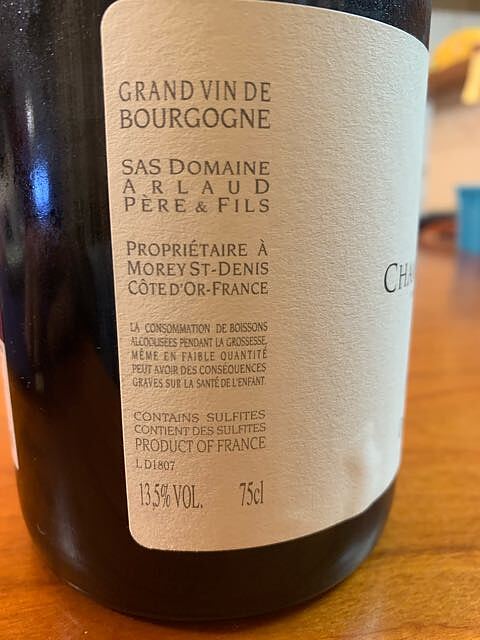 GRAND VIN DE
BOURGOGNE
SAS DOMAINE
ARLAUD
PÈRE & FILS
PROPRIÉTAIRE À
MOREY ST-DENIS
CÔTE D'OR-FRANCE
LA CONSOMMATION DE BOISSONS
ALCOOLISEES PENDANT LA GROSSESSE,
MÊME EN FAIBLE QUANTITÉ
PEUT AVOIR DES CONSÉQUENCES
GRAVES SUR LA SANTÉ DE L'ENFANT
CONTAINS SULFITES
CONTIENT DES SULFITES
PRODUCT OF FRANCE
L D1807
13,5% VOL. 75cl